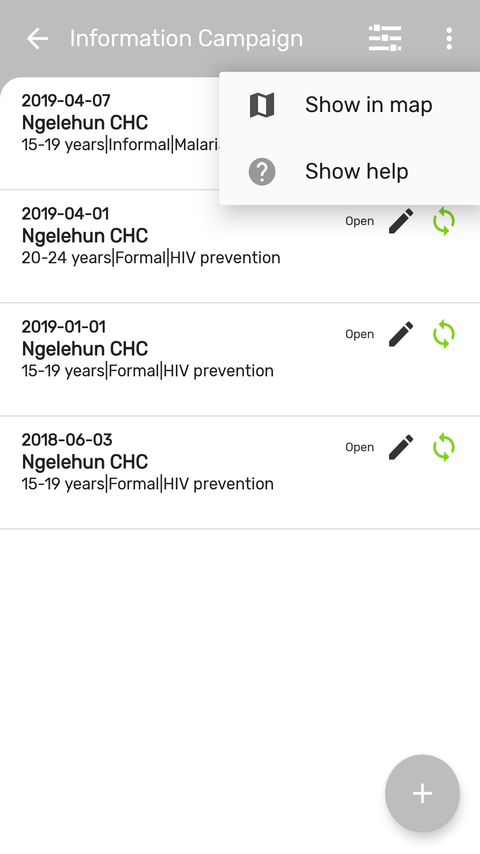 Information Campaign
Show in map
Show help
2019-04-07
Ngelehun CHC
15-19 years|Informal|Malari
2019-04-01
Ngelehun CHC
20-24 years|Formal|HIV prevention
Open
2019-01-01
Ngelehun CHC
15-19 years|Formal|HIV prevention
Open
2018-06-03
Ngelehun CHC
15-19 years|Formal|HIV prevention
Open